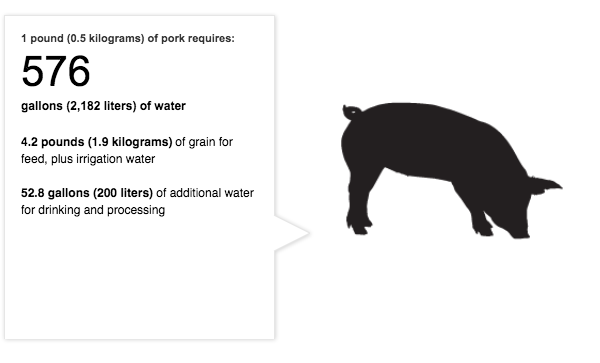 1 pound (0.5 kilograms) of pork requires:
576
gallons (2,182 liters) of water
4.2 pounds (1.9 kilograms) of grain for
feed, plus irrigation water
52.8 gallons (200 liters) of additional water
for drinking and processing